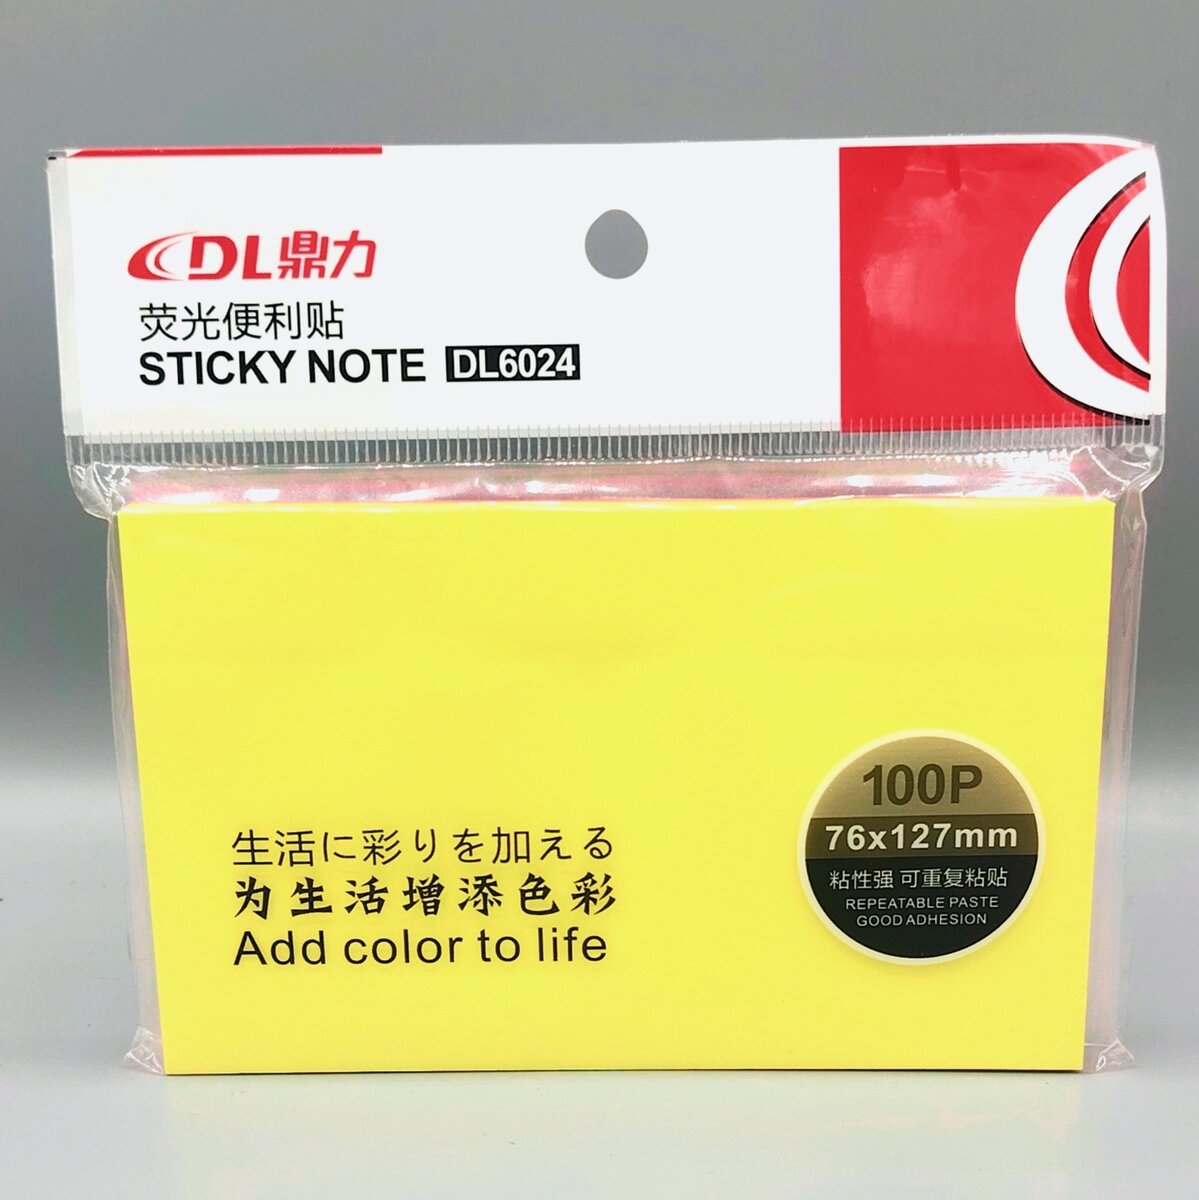 DL鼎力
荧光便利贴
STICKY NOTE DL6024
生活に彩りを加える
为生活增添色彩
Add color to life
100P
76x127mm
粘性强 可重复粘贴
REPEATABLE PASTE
GOOD ADHESION